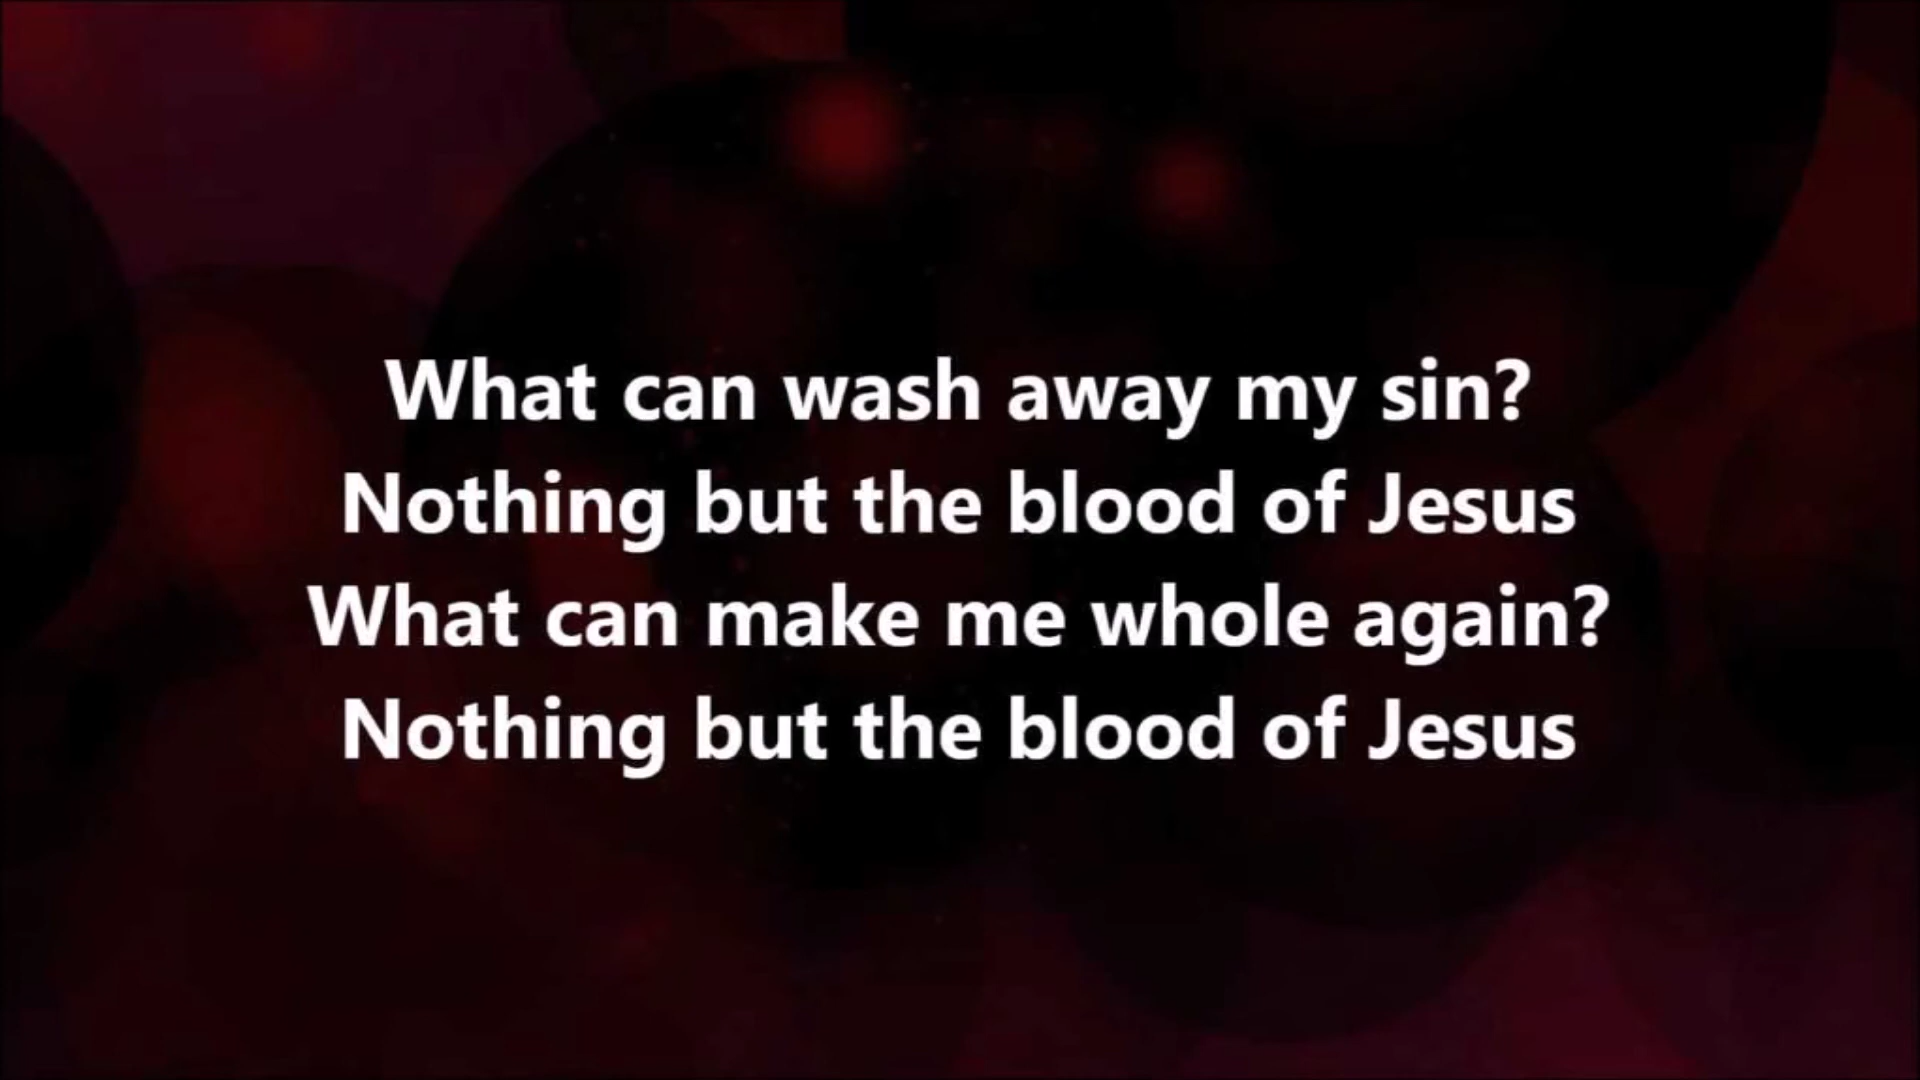 What can wash away my sin?
Nothing but the blood of Jesus
What can make me whole again?
Nothing but the blood of Jesus